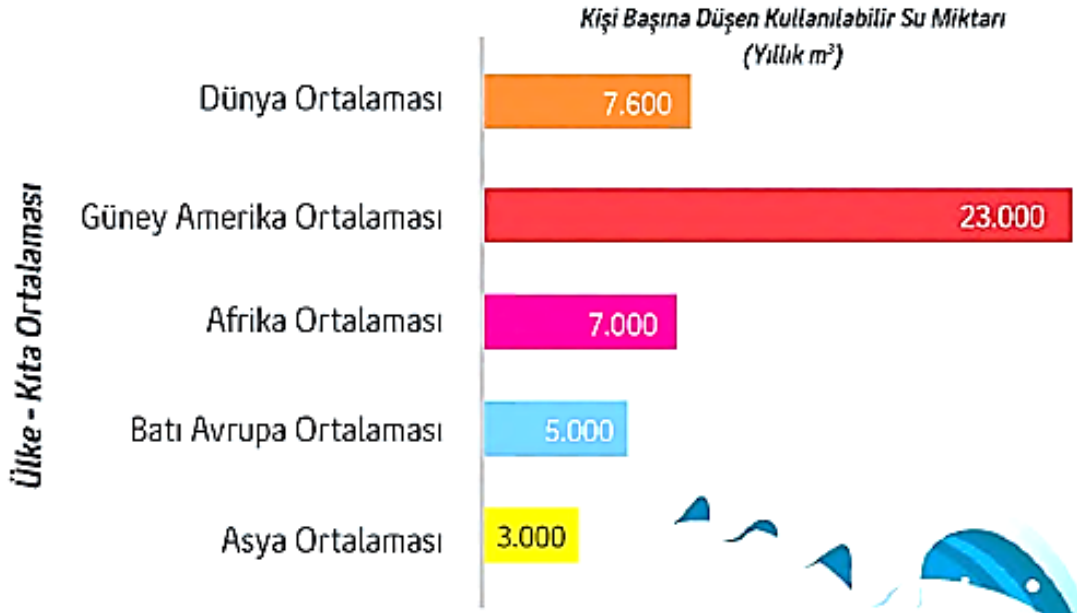 Kişi Başına Düşen Kullanılabilir Su Miktarı
(Yıllık m³)
Ülke - Kıta Ortalaması
Dünya Ortalaması 7.600
Güney Amerika Ortalaması 23.000
Afrika Ortalaması 7.000
Batı Avrupa Ortalaması 5.000
Asya Ortalaması 3.000